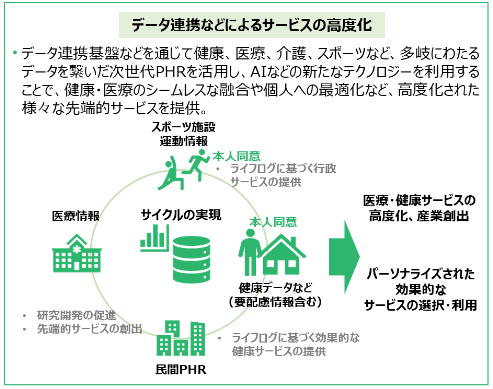 データ連携などによるサービスの高度化
・データ連携基盤などを通じて健康、医療、介護、スポーツなど、多岐にわたる
データを繋いだ次世代PHRを活用し、AIなどの新たなテクノロジーを利用する
ことで、健康・医療のシームレスな融合や個人への最適化など、高度化された
様々な先端的サービスを提供。
スポーツ施設
運動情報
本人同意
・ライフログに基づく行政
サービスの提供
医療情報
サイクルの実現
本人同意
健康データなど
(要配慮情報含む)
・研究開発の促進
・先端的サービスの創出
・ライフログに基づく効果的な
健康サービスの提供
民間PHR
医療・健康サービスの
高度化、産業創出
パーソナライズされた
効果的な
サービスの選択・利用